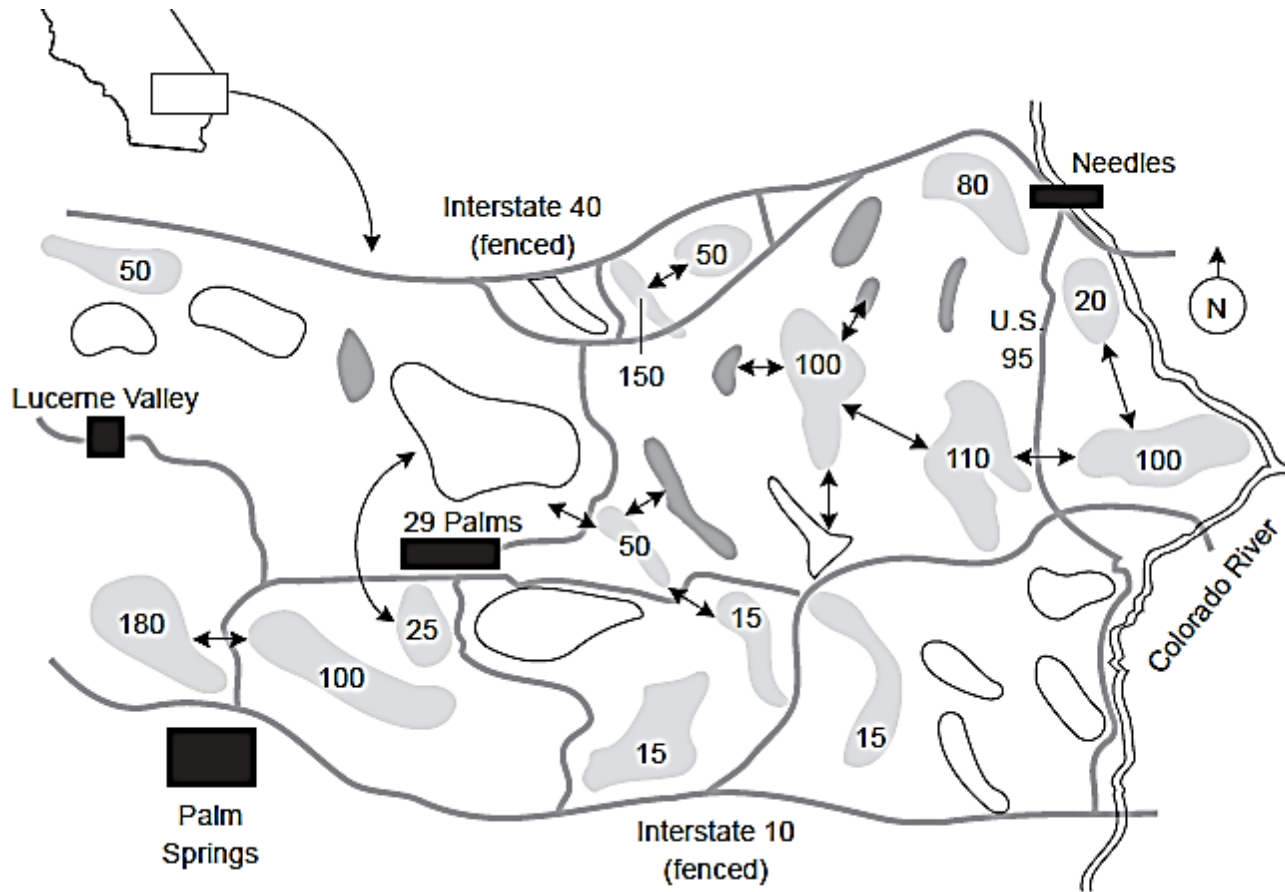 Needles
80
Interstate 40
(fenced)
50
50
20
N
U.S.
95
150
100
Lucerne Valley
110
100
29 Palms
50
180
25
15
100
Colorado River
15
15
Palm
Springs
Interstate 10
(fenced)